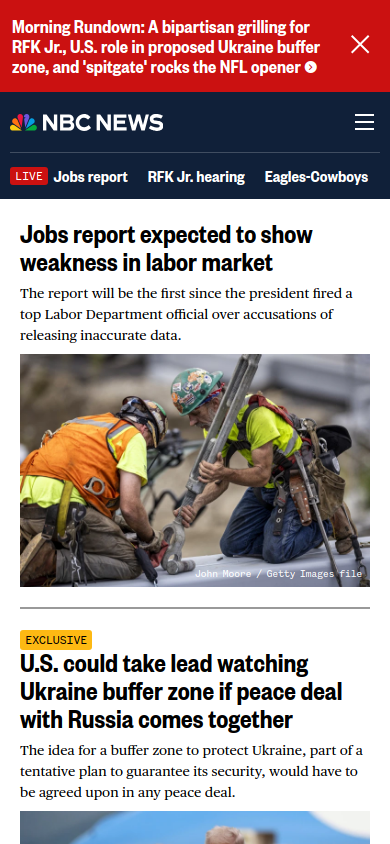 Morning Rundown: A bipartisan grilling for
RFK Jr., U.S. role in proposed Ukraine buffer
zone, and 'spitgate' rocks the NFL opener
NBC NEWS
LIVE Jobs report RFK Jr. hearing Eagles-Cowboys
Jobs report expected to show
weakness in labor market
The report will be the first since the president fired a
top Labor Department official over accusations of
releasing inaccurate data.
John Moore / Getty Images file
EXCLUSIVE
U.S. could take lead watching
Ukraine buffer zone if peace deal
with Russia comes together
The idea for a buffer zone to protect Ukraine, part of a
tentative plan to guarantee its security, would have to
be agreed upon in any peace deal.